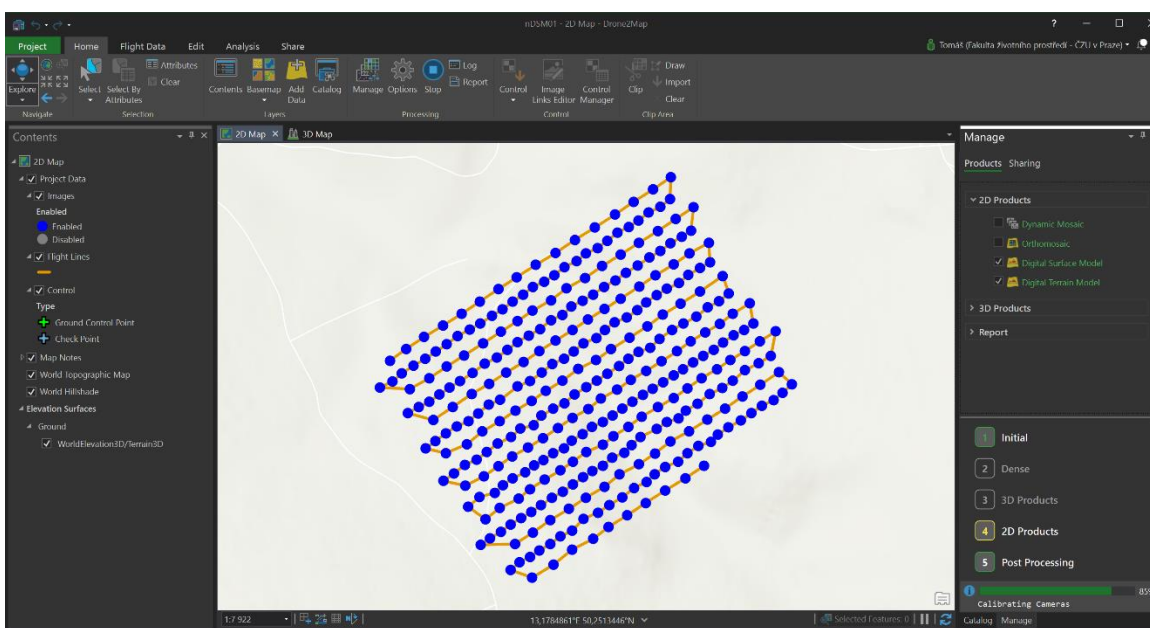 nDSM01 - 2D Map - Drone2Map
?
Project Home Flight Data Edit Analysis Share
Tomáš (Fakulta životního prostředí - ČZU v Praze)
Explore
Select
Select By Attributes
Attributes
Clear
Contents
Basemap
Add Data
Catalog
Manage
Options
Stop
Log
Report
Control
Image Links Editor
Control Manager
Clip
Draw
Import
Clear
Navigate
Selection
Layers
Processing
Control
Clip Area
Contents
2D Map
Project Data
Images
Enabled
Enabled
Disabled
Flight Lines
Control
Type
Ground Control Point
Check Point
Map Notes
World Topographic Map
World Hillshade
Elevation Surfaces
Ground
WorldElevation3D/Terrain3D
2D Map
3D Map
1:7 922
13,1784861°E 50,2513446°N
Selected Features: 0
Manage
Products Sharing
2D Products
Dynamic Mosaic
Orthomosaic
Digital Surface Model
Digital Terrain Model
3D Products
Report
1 Initial
2 Dense
3 3D Products
4 2D Products
5 Post Processing
85%
Calibrating Cameras
Catalog Manage